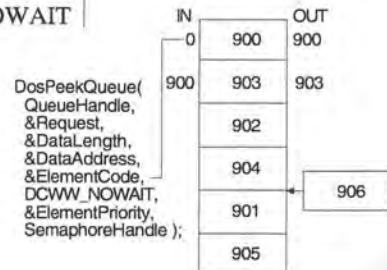 OWAIT
IN OUT
0 900 900
DosPeekQueue( 900 903 903
QueueHandle,
&Request, 902
&DataLength,
&DataAddress, 904
&ElementCode,
DCWW_NOWAIT, 906
&ElementPriority, 901
SemaphoreHandle );
905